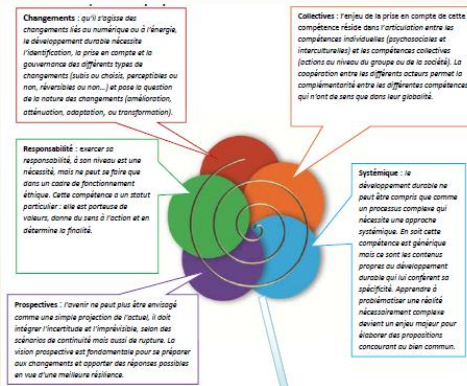 Changements : qu'il s'agisse des
changements liés au numérique ou à l'énergie,
le développement durable nécessite
l'identification, la prise en compte et la
gouvernance des différents types de
changements (subis ou choisis, perceptibles ou
non, réversibles ou non...) et pose la question
de la nature des changements (amélioration,
atténuation, adaptation, ou transformation).
Collectives : l'enjeu de la prise en compte de cette
compétence réside dans l'articulation entre les
compétences individuelles (psychosociales et
interculturelles) et les compétences collectives
(actions au niveau du groupe ou de la société). La
coopération entre les différents acteurs permet la
complémentarité entre les différentes compétences
qui n'ont de sens que dans leur globalité.
Responsabilité : exercer sa
responsabilité, à son niveau est une
nécessité, mais ne peut se faire que
dans un cadre de fonctionnement
éthique. Cette compétence a un statut
particulier : elle est porteuse de
valeurs, donne du sens à l'action et en
détermine la finalité.
Systémique : le
développement durable ne
peut être compris que comme
un processus complexe qui
nécessite une approche
systémique. En soit cette
compétence est générique
mais ce sont les contenus
propres au développement
durable qui lui confèrent sa
spécificité. Apprendre à
problématiser une réalité
nécessairement complexe
devient un enjeu majeur pour
élaborer des propositions
concourant au bien commun.
Prospectives : l'avenir ne peut plus être envisagé
comme une simple projection de l'actuel, il doit
intégrer l'incertitude et l'imprévisible, selon des
scénarios de continuité mais aussi de rupture. La
vision prospective est fondamentale pour se préparer
aux changements et apporter des réponses possibles
en vue d'une meilleure résilience.